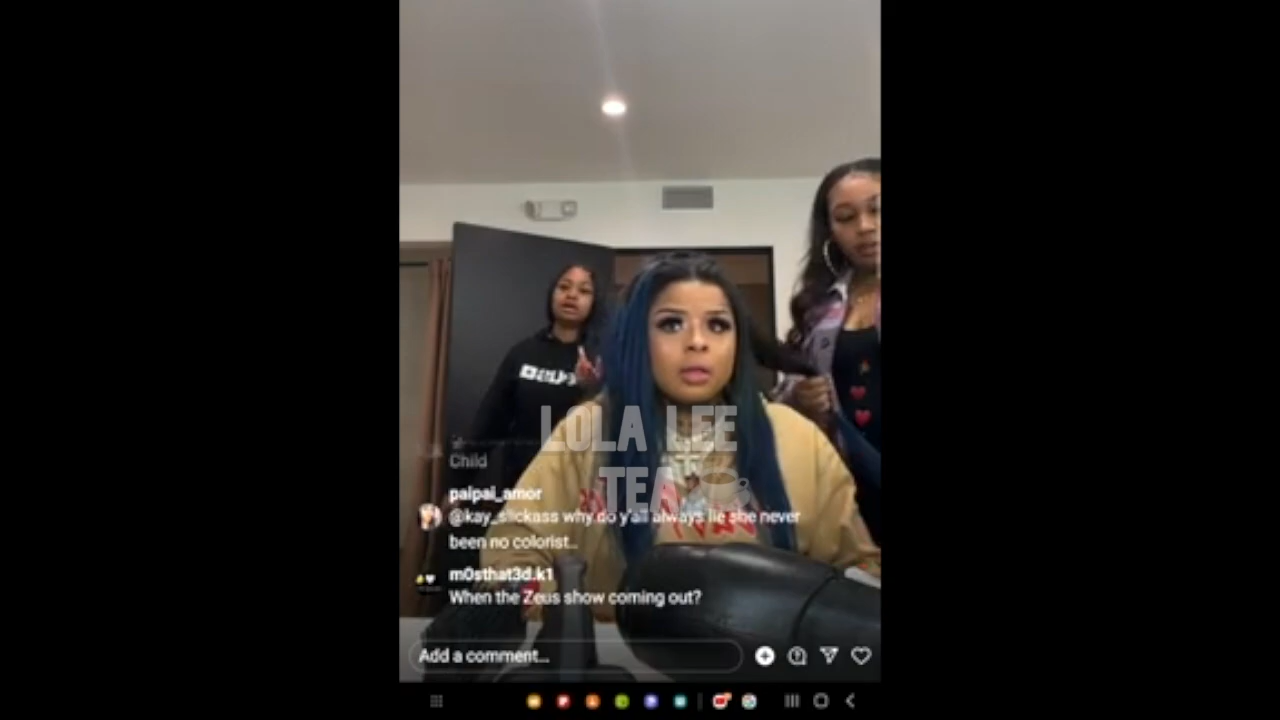 LOLA LEE
TEA
Child
paipai_amor
@kay_slickass why do y'all always lie she never
been no colorist..
m0sthat3d.k1
When the Zeus show coming out?
Add a comment...